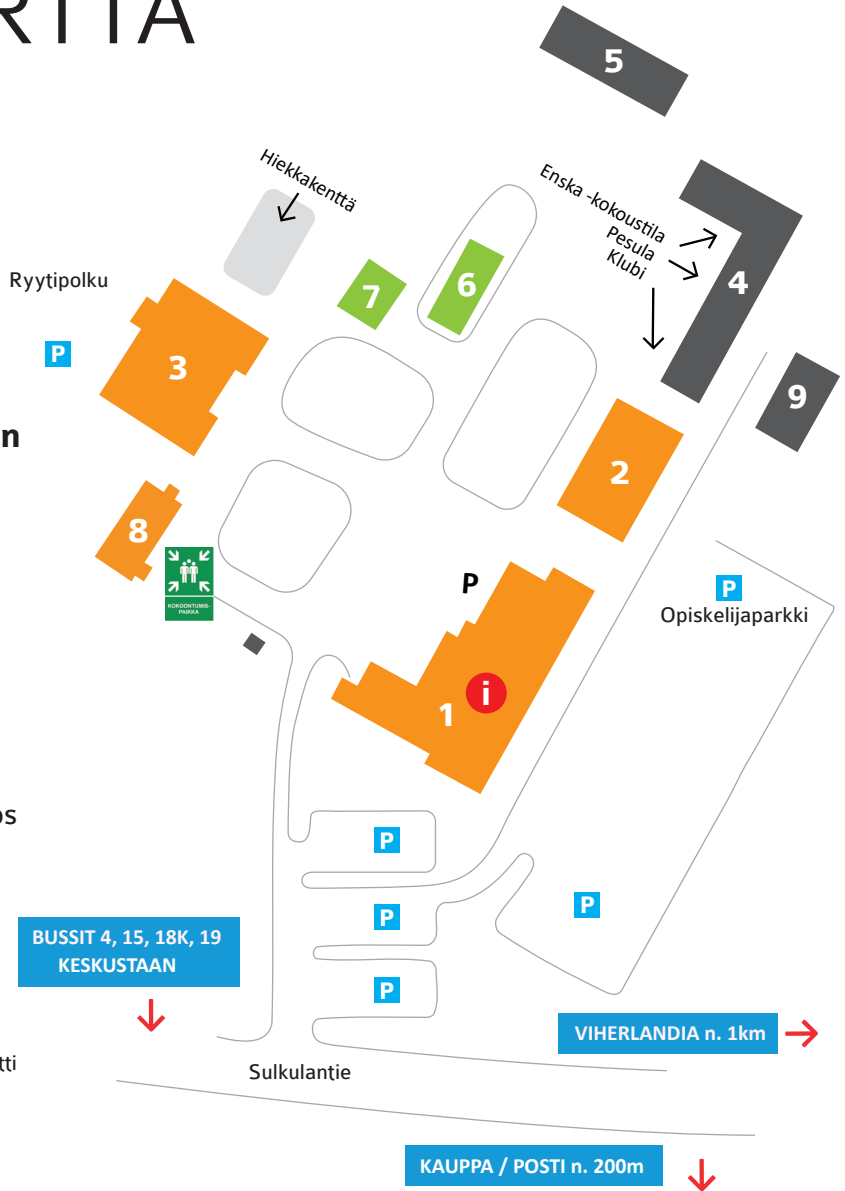 RTTA
5
Hiekkakenttä
Enska -kokoustila
Pesula
Klubi
4
Ryytipolku
7
6
P
3
9
n
2
8
KOKOONTUMIS-
PAIKKA
P
P
Opiskelijaparkki
i
1
os
P
P
P
BUSSIT 4, 15, 18K, 19
KESKUSTAAN
P
VIHERLANDIA n. 1km
tti
Sulkulantie
KAUPPA / POSTI n. 200m